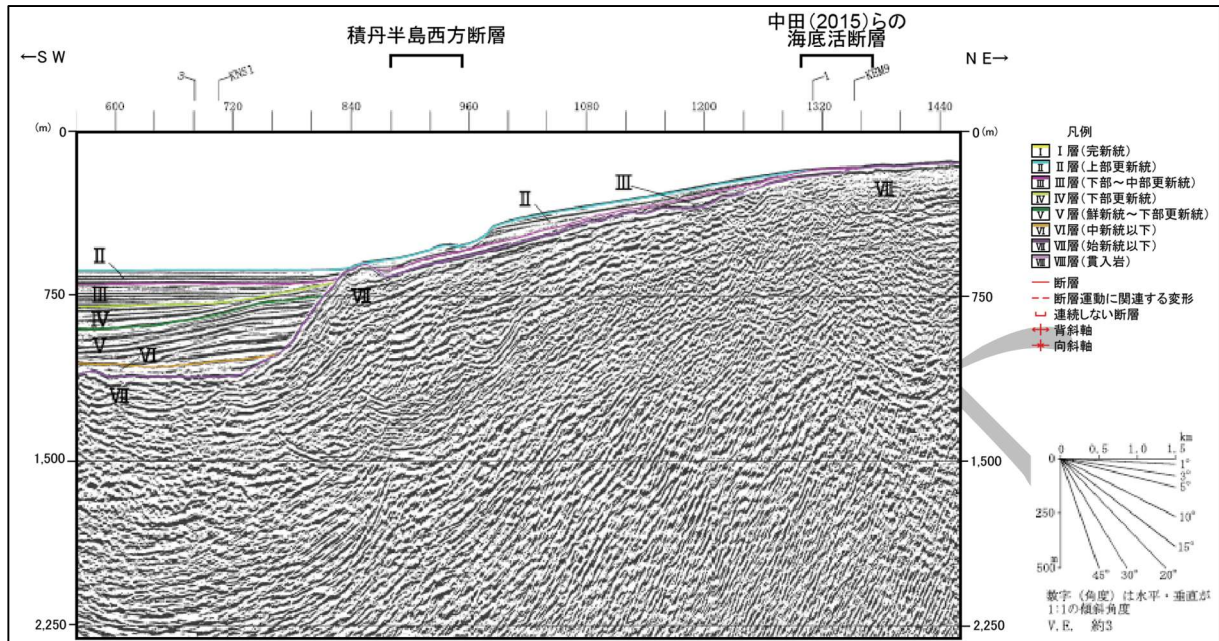 積丹半島西方断層
中田(2015)らの
海底活断層
←S W
N E→
3
KNS1
1
KEM9
600 720 840 960 1080 1200 1320 1440
(m) 0
0 (m)
750
750
1,500
1,500
2,250
2,250
Ⅱ
Ⅲ
Ⅳ
Ⅴ
Ⅵ
Ⅶ
Ⅶ
Ⅱ
Ⅲ
Ⅶ
凡例
Ⅰ Ⅰ層(完新統)
Ⅱ Ⅱ層(上部更新統)
Ⅲ Ⅲ層(下部~中部更新統)
Ⅳ Ⅳ層(下部更新統)
Ⅴ Ⅴ層(鮮新統~下部更新統)
Ⅵ Ⅵ層(中新統以下)
Ⅶ Ⅶ層(始新統以下)
Ⅷ Ⅷ層(貫入岩)
断層
断層運動に関連する変形
連続しない断層
背斜軸
向斜軸
km
0 0.5 1.0 1.5
0
250
m
500
1°
3°
5°
10°
15°
20°
30°
45°
数字(角度)は水平・垂直が
1:1の傾斜角度
V.E. 約3